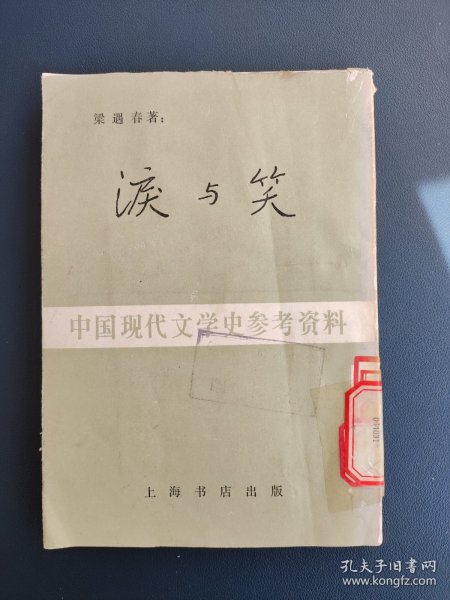 梁遇春著：
淚与笑
中国现代文学史参考资料
上海书店出版
孔夫子旧书网
www.kongfz.com